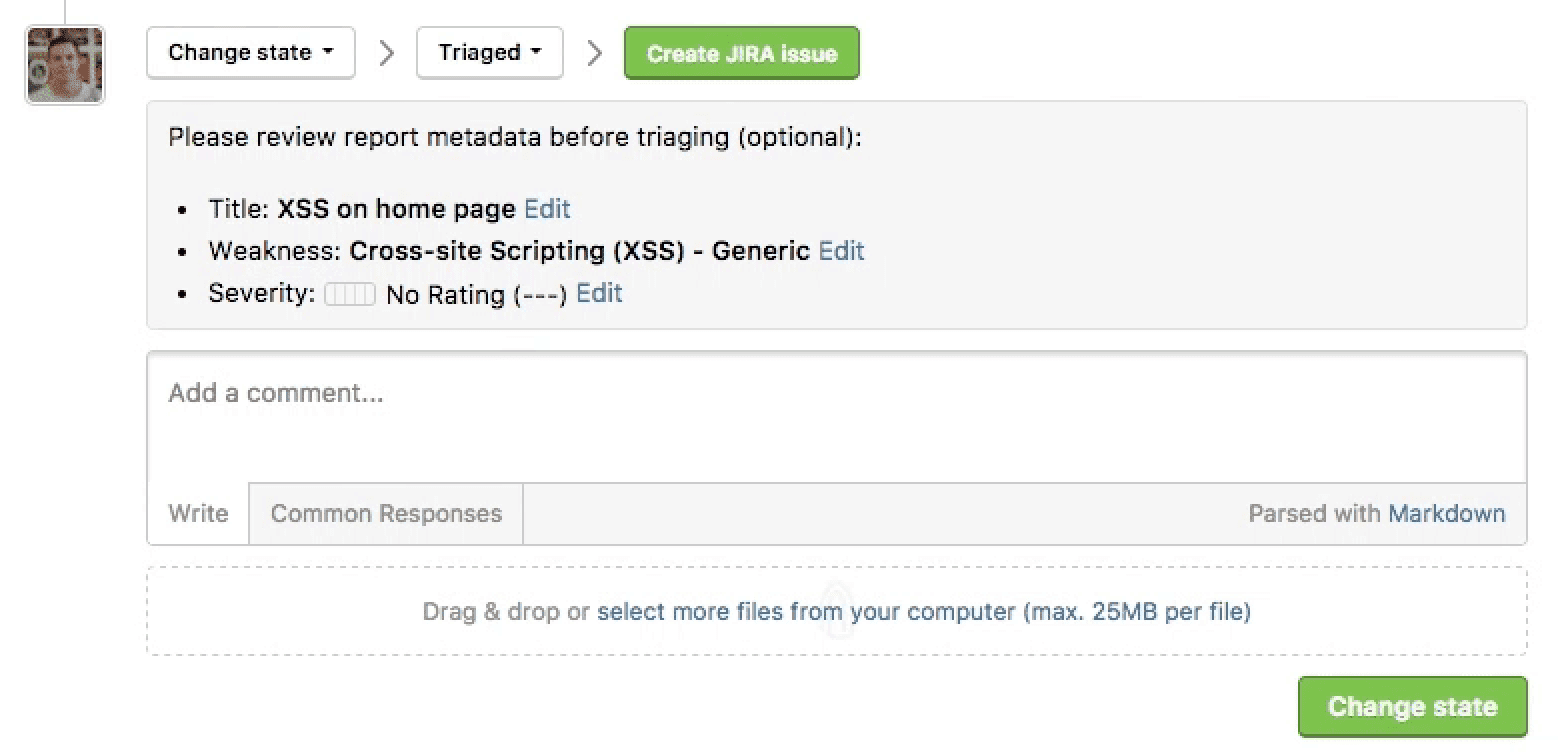 Change state
Triaged
Create JIRA issue
Please review report metadata before triaging (optional):
• Title: XSS on home page Edit
• Weakness: Cross-site Scripting (XSS) - Generic Edit
• Severity: No Rating (---) Edit
Add a comment...
Write
Common Responses
Parsed with Markdown
Drag & drop or select more files from your computer (max. 25MB per file)
Change state